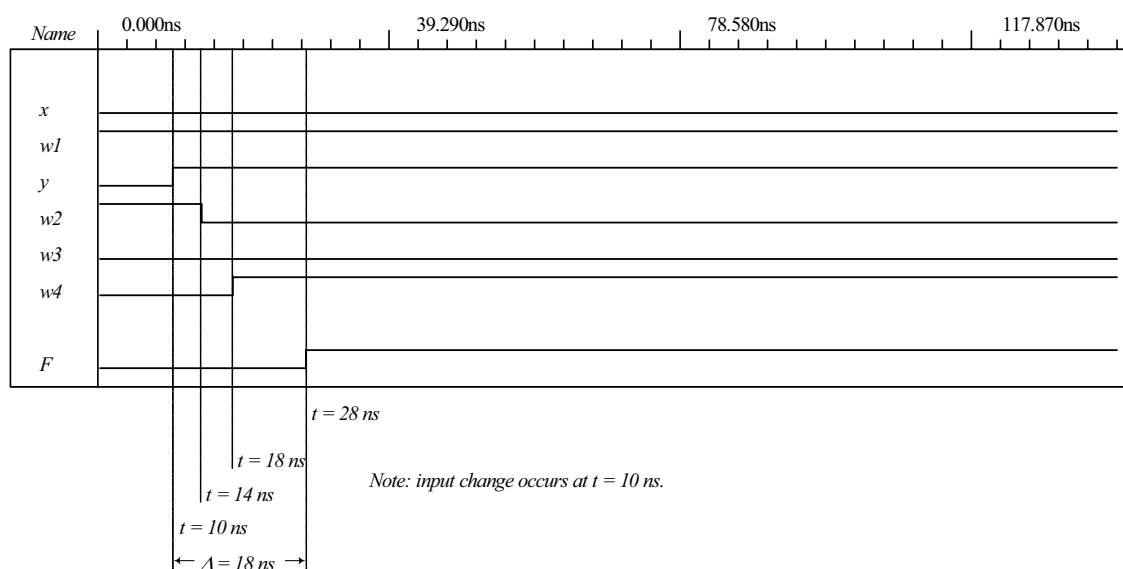 Name 0.000ns 39.290ns 78.580ns 117.870ns
x
w1
y
w2
w3
w4
F
t = 28 ns
t = 18 ns
Note: input change occurs at t = 10 ns.
t = 14 ns
t = 10 ns
Δ = 18 ns